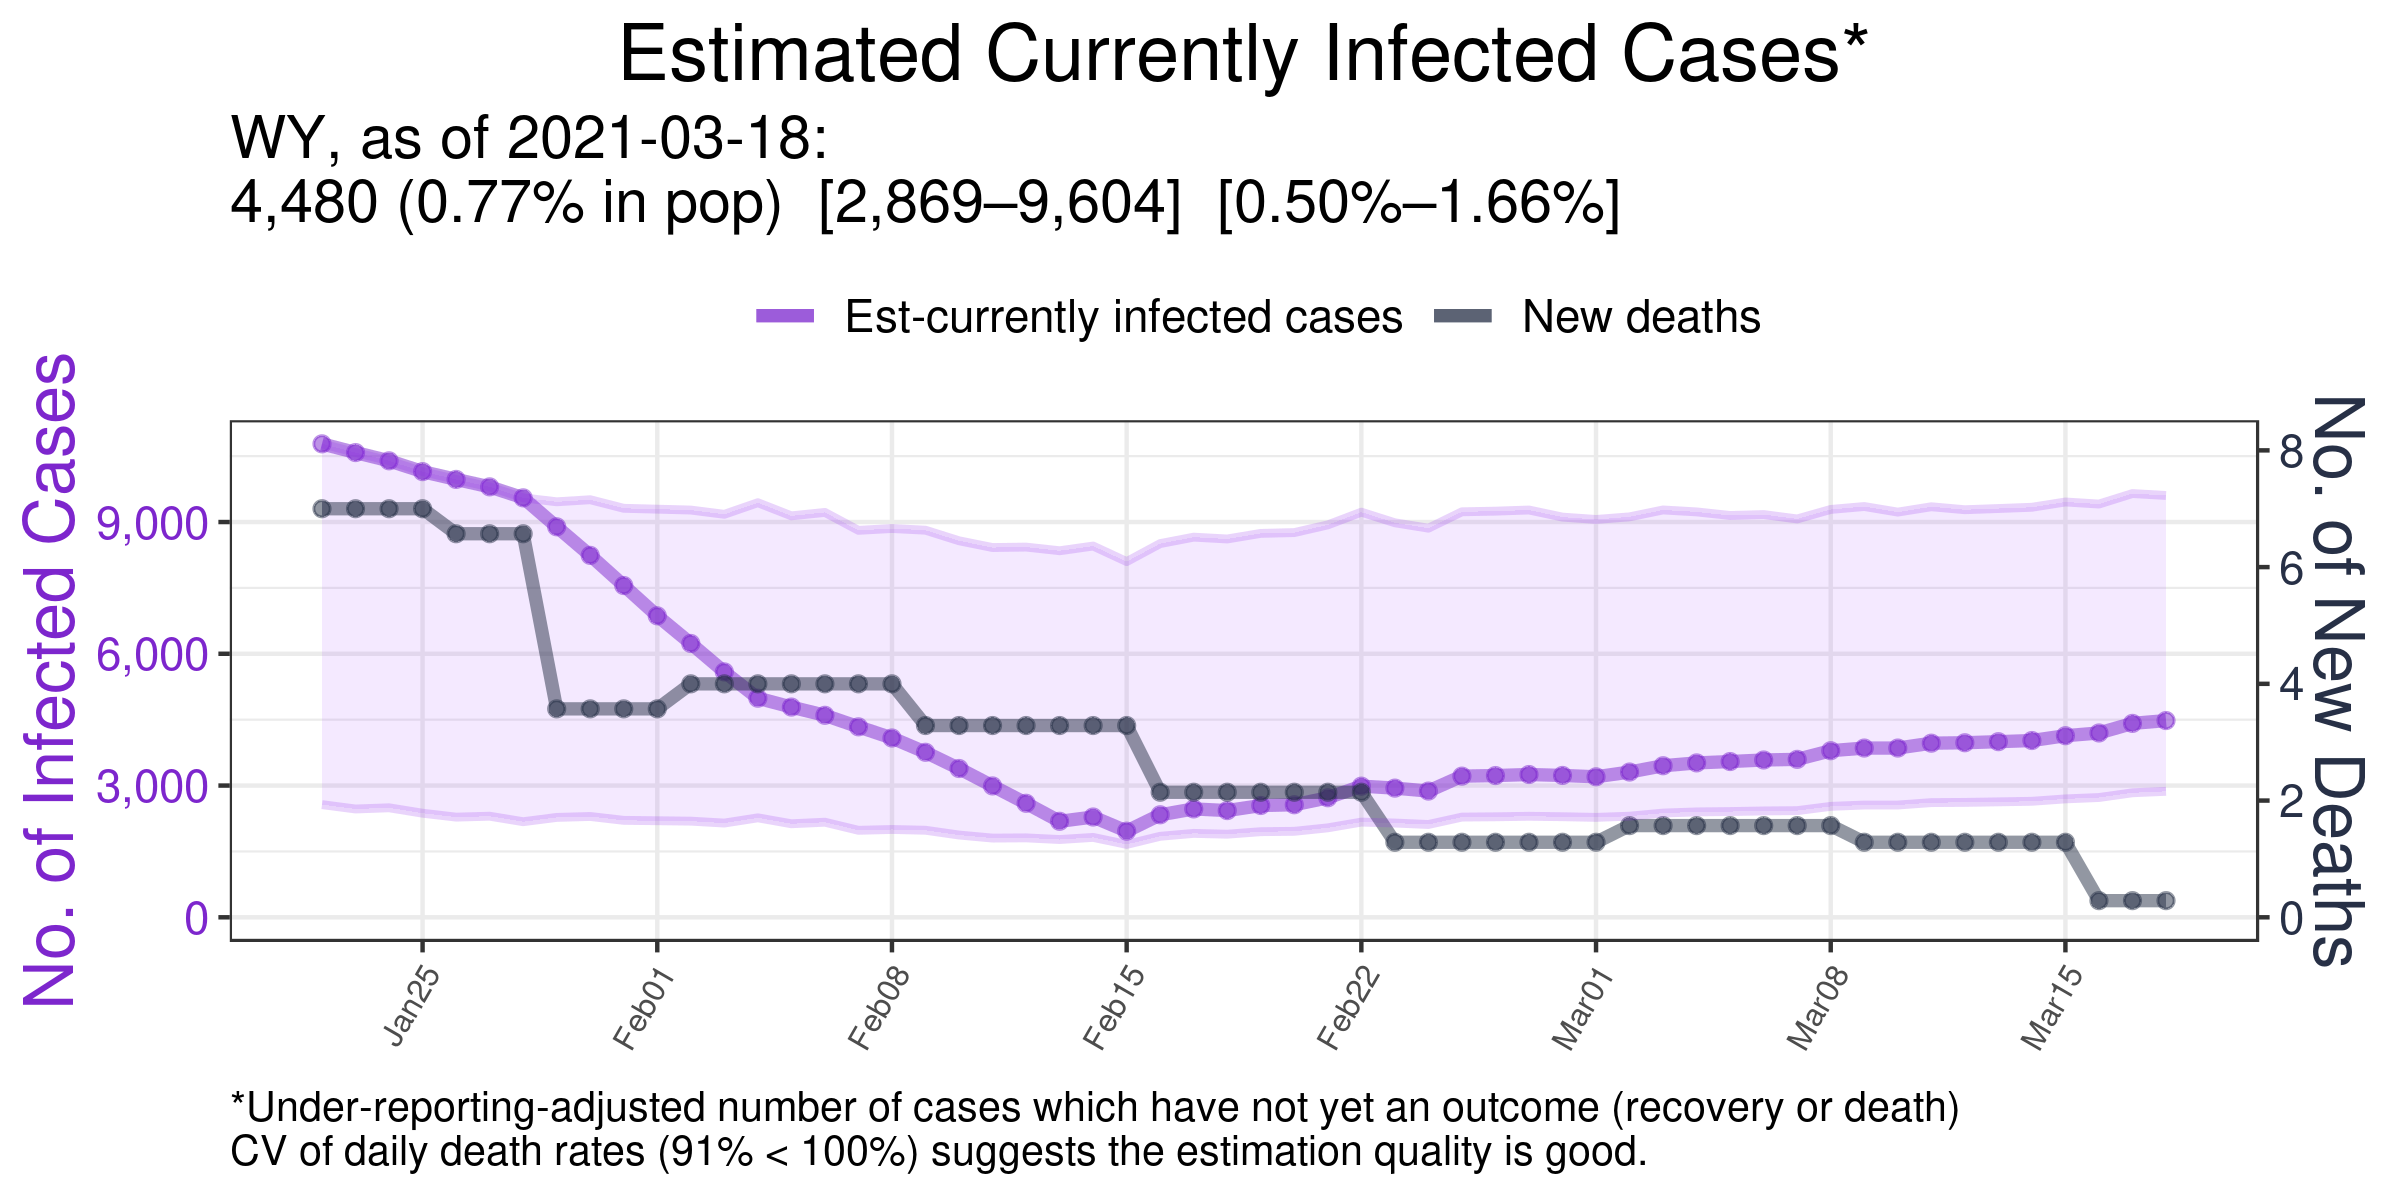 Estimated Currently Infected Cases*
WY, as of 2021-03-18:
4,480 (0.77% in pop)  [2,869–9,604]  [0.50%–1.66%]
Est-currently infected cases
New deaths
No. of Infected Cases
9,000
6,000
3,000
0
8
6
4
2
0
No. of New Deaths
Jan25
Feb01
Feb08
Feb15
Feb22
Mar01
Mar08
Mar15
*Under-reporting-adjusted number of cases which have not yet an outcome (recovery or death)
CV of daily death rates (91% < 100%) suggests the estimation quality is good.